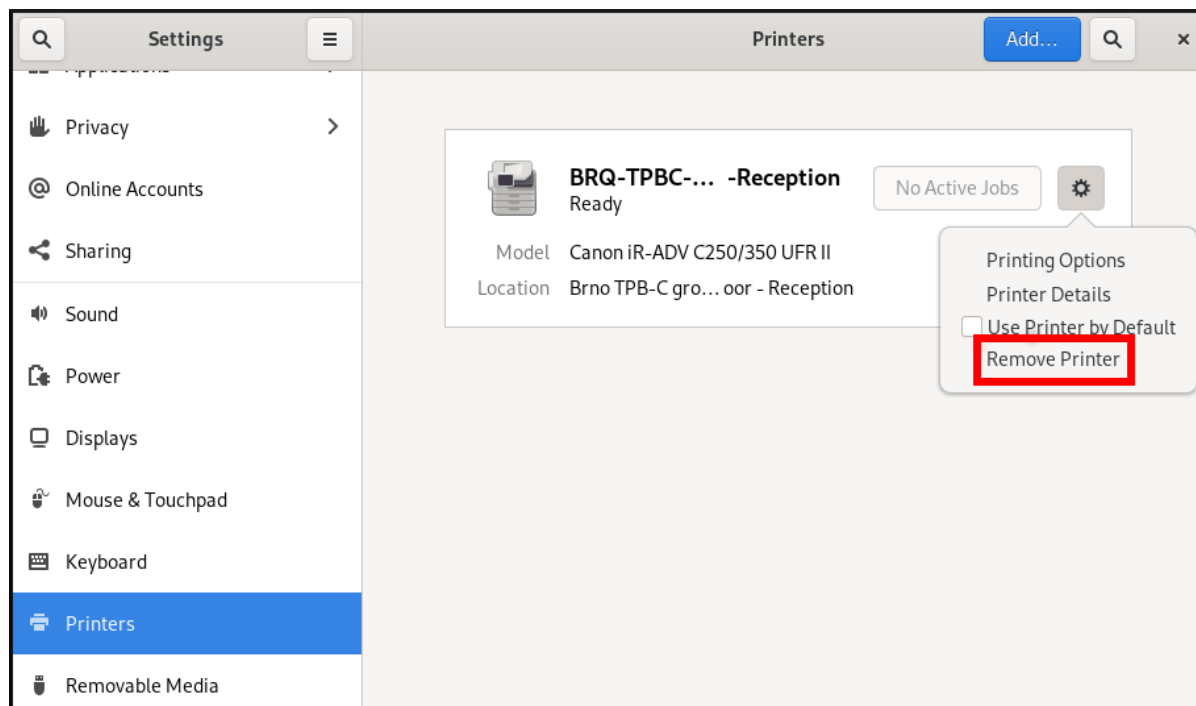 Settings
Printers
Add...
Privacy
Online Accounts
Sharing
Sound
Power
Displays
Mouse & Touchpad
Keyboard
Printers
Removable Media
BRQ-TPBC-... -Reception
Ready
No Active Jobs
Model Canon iR-ADV C250/350 UFR II
Location Brno TPB-C gro... oor - Reception
Printing Options
Printer Details
Use Printer by Default
Remove Printer